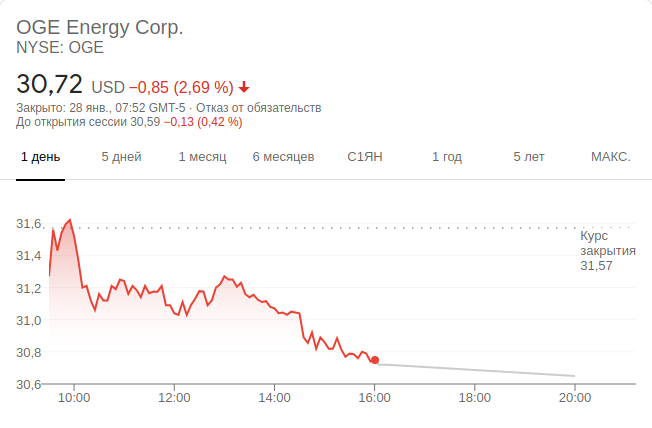 OGE Energy Corp.
NYSE: OGE
30,72 USD −0,85 (2,69 %)
Закрыто: 28 янв., 07:52 GMT-5 · Отказ от обязательств
До открытия сессии 30,59 −0,13 (0,42 %)
1 день 5 дней 1 месяц 6 месяцев С1ЯН 1 год 5 лет МАКС.
31,6
Курс
закрытия
31,57
31,4
31,2
31,0
30,8
30,6
10:00 12:00 14:00 16:00 18:00 20:00